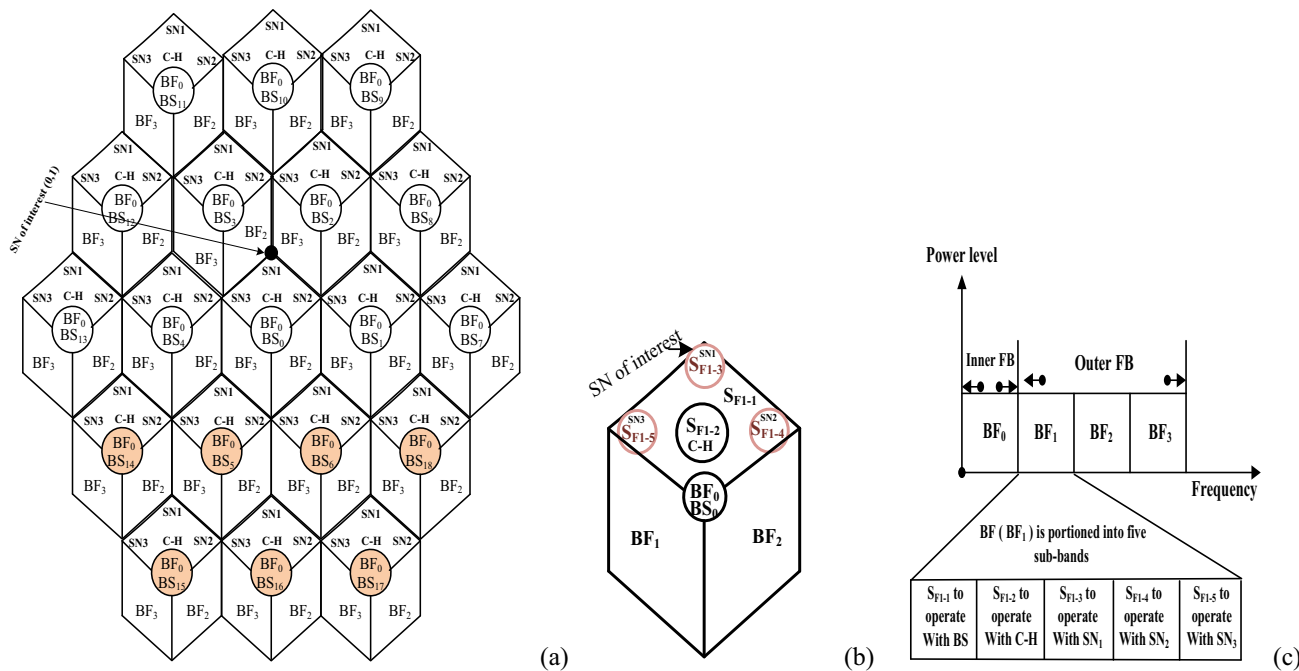 SN1 SN1 SN1
SN3 C-H SN2 SN3 C-H SN2 SN3 C-H SN2
BF₀ BF₀ BF₀
BS₁₁ BS₁₀ BS₉
BF₃ BF₂ BF₃ BF₂ BF₃ BF₂
SN1 SN1 SN1 SN1
SN3 C-H SN2 SN3 C-H SN2 SN3 C-H SN2 SN3 C-H SN2
BF₀ BF₀ BF₀ BF₀
BS₁₂ BS₃ BS₂ BS₈
BF₃ BF₂ BF₃ BF₂ BF₃ BF₂ BF₃ BF₂
SN of interest (0,1)
SN1 SN1 SN1 SN1 SN1
SN3 C-H SN2 SN3 C-H SN2 SN3 C-H SN2 SN3 C-H SN2 SN3 C-H SN2
BF₀ BF₀ BF₀ BF₀ BF₀
BS₁₃ BS₄ BS₀ BS₁ BS₇
BF₃ BF₂ BF₃ BF₂ BF₃ BF₂ BF₃ BF₂ BF₃ BF₂
SN1 SN1 SN1 SN1
SN3 C-H SN2 SN3 C-H SN2 SN3 C-H SN2 SN3 C-H SN2
BF₀ BF₀ BF₀ BF₀
BS₁₄ BS₅ BS₆ BS₁₈
BF₃ BF₂ BF₃ BF₂ BF₃ BF₂ BF₃ BF₂
SN1 SN1 SN1
SN3 C-H SN2 SN3 C-H SN2 SN3 C-H SN2
BF₀ BF₀ BF₀
BS₁₅ BS₁₆ BS₁₇
BF₃ BF₂ BF₃ BF₂ BF₃ BF₂
(a)
SN of interest
SN1
S_F1-3
S_F1-1
SN3
S_F1-5
S_F1-2
C-H
SN2
S_F1-4
BF₀
BS₀
BF₁ BF₂
(b)
Power level
Inner FB Outer FB
BF₀ BF₁ BF₂ BF₃
Frequency
BF ( BF₁ ) is portioned into five
sub-bands
S_F1-1 to S_F1-2 to S_F1-3 to S_F1-4 to S_F1-5 to
operate operate operate operate operate
With BS With C-H With SN₁ With SN₂ With SN₃
(c)